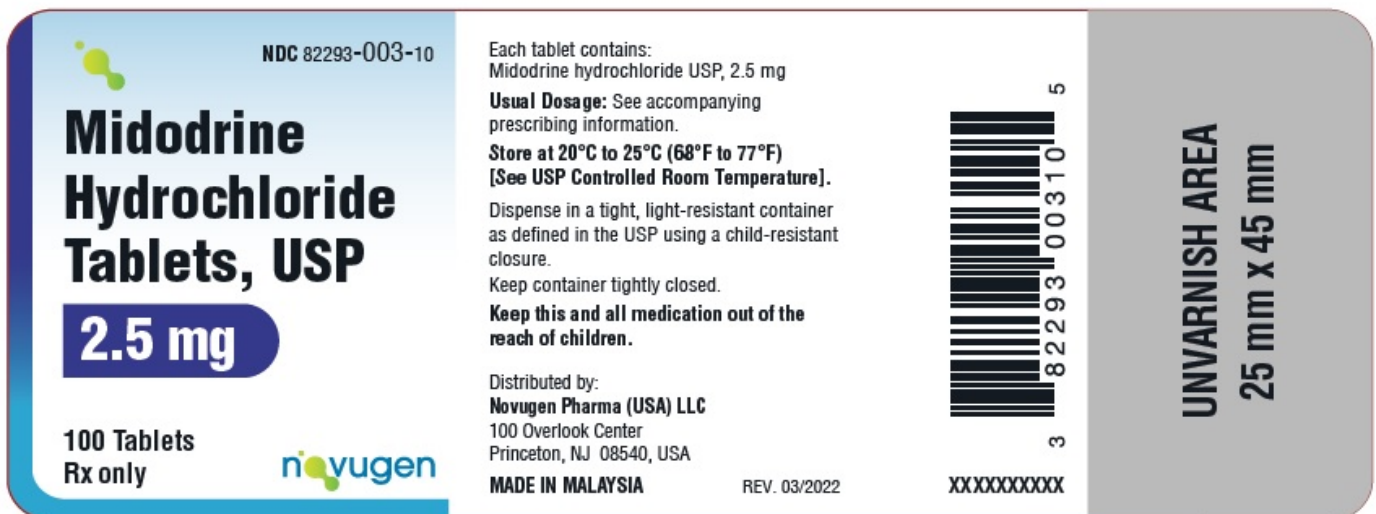 NDC 82293-003-10
Midodrine
Hydrochloride
Tablets, USP
2.5 mg
100 Tablets
Rx only
novugen
Each tablet contains:
Midodrine hydrochloride USP, 2.5 mg
Usual Dosage: See accompanying
prescribing information.
Store at 20°C to 25°C (68°F to 77°F)
[See USP Controlled Room Temperature].
Dispense in a tight, light-resistant container
as defined in the USP using a child-resistant
closure.
Keep container tightly closed.
Keep this and all medication out of the
reach of children.
Distributed by:
Novugen Pharma (USA) LLC
100 Overlook Center
Princeton, NJ 08540, USA
MADE IN MALAYSIA REV. 03/2022
3 82293 00310 5
XXXXXXXXXX
UNVARNISH AREA
25 mm x 45 mm